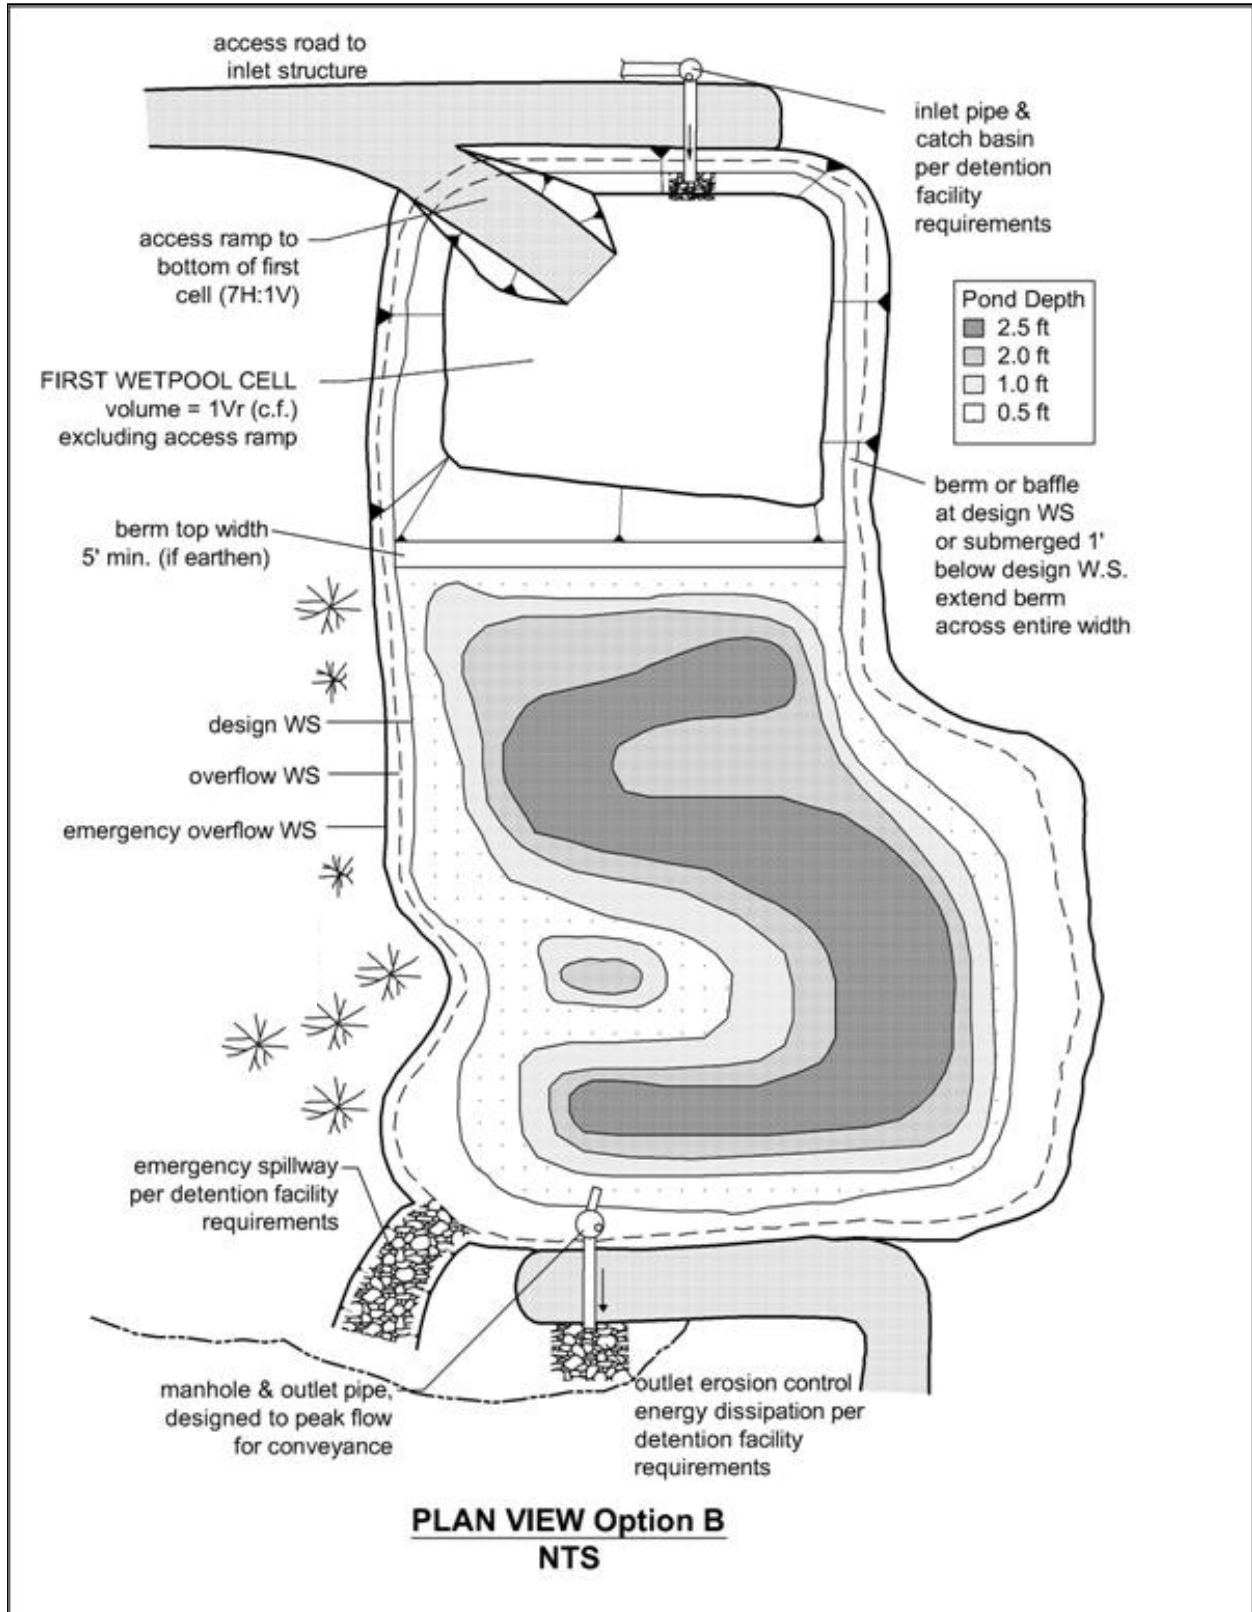 access road to
inlet structure
inlet pipe &
catch basin
per detention
facility
requirements
access ramp to
bottom of first
cell (7H:1V)
Pond Depth
2.5 ft
2.0 ft
1.0 ft
0.5 ft
FIRST WETPOOL CELL
volume = 1Vr (c.f.)
excluding access ramp
berm or baffle
at design WS
or submerged 1'
below design W.S.
extend berm
across entire width
berm top width
5' min. (if earthen)
design WS
overflow WS
emergency overflow WS
emergency spillway
per detention facility
requirements
manhole & outlet pipe,
designed to peak flow
for conveyance
outlet erosion control
energy dissipation per
detention facility
requirements
PLAN VIEW Option B
NTS